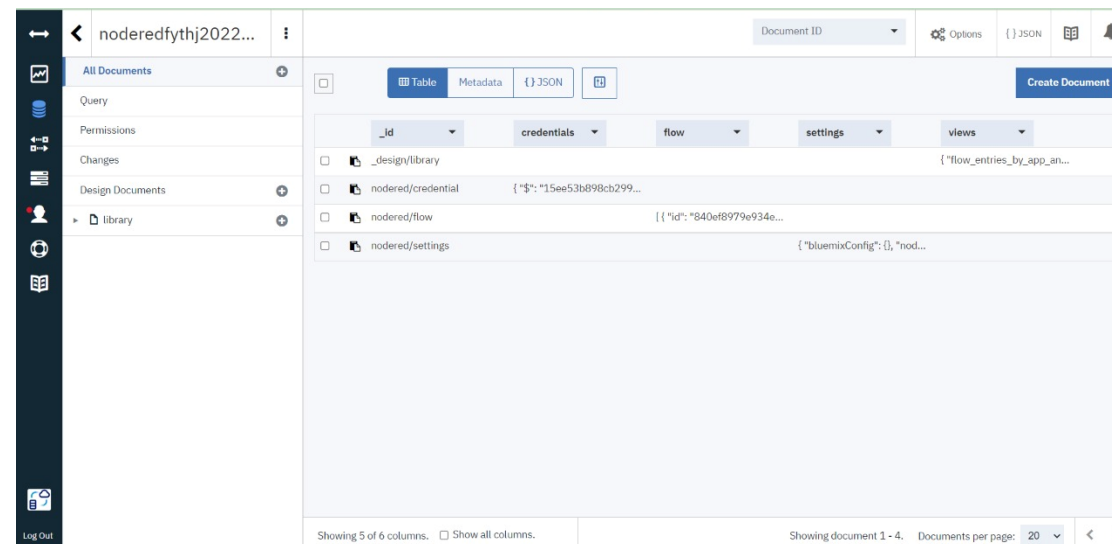 noderedfythj2022...
Document ID
Options
{ } JSON
All Documents
Query
Permissions
Changes
Design Documents
library
Table
Metadata
{ } JSON
Create Document
_id
credentials
flow
settings
views
_design/library
{ "flow_entries_by_app_an...
nodered/credential
{ "$": "15ee53b898cb299...
nodered/flow
[ { "id": "840ef8979e934e...
nodered/settings
{ "bluemixConfig": {}, "nod...
Log Out
Showing 5 of 6 columns.
Show all columns.
Showing document 1 - 4.
Documents per page: 20